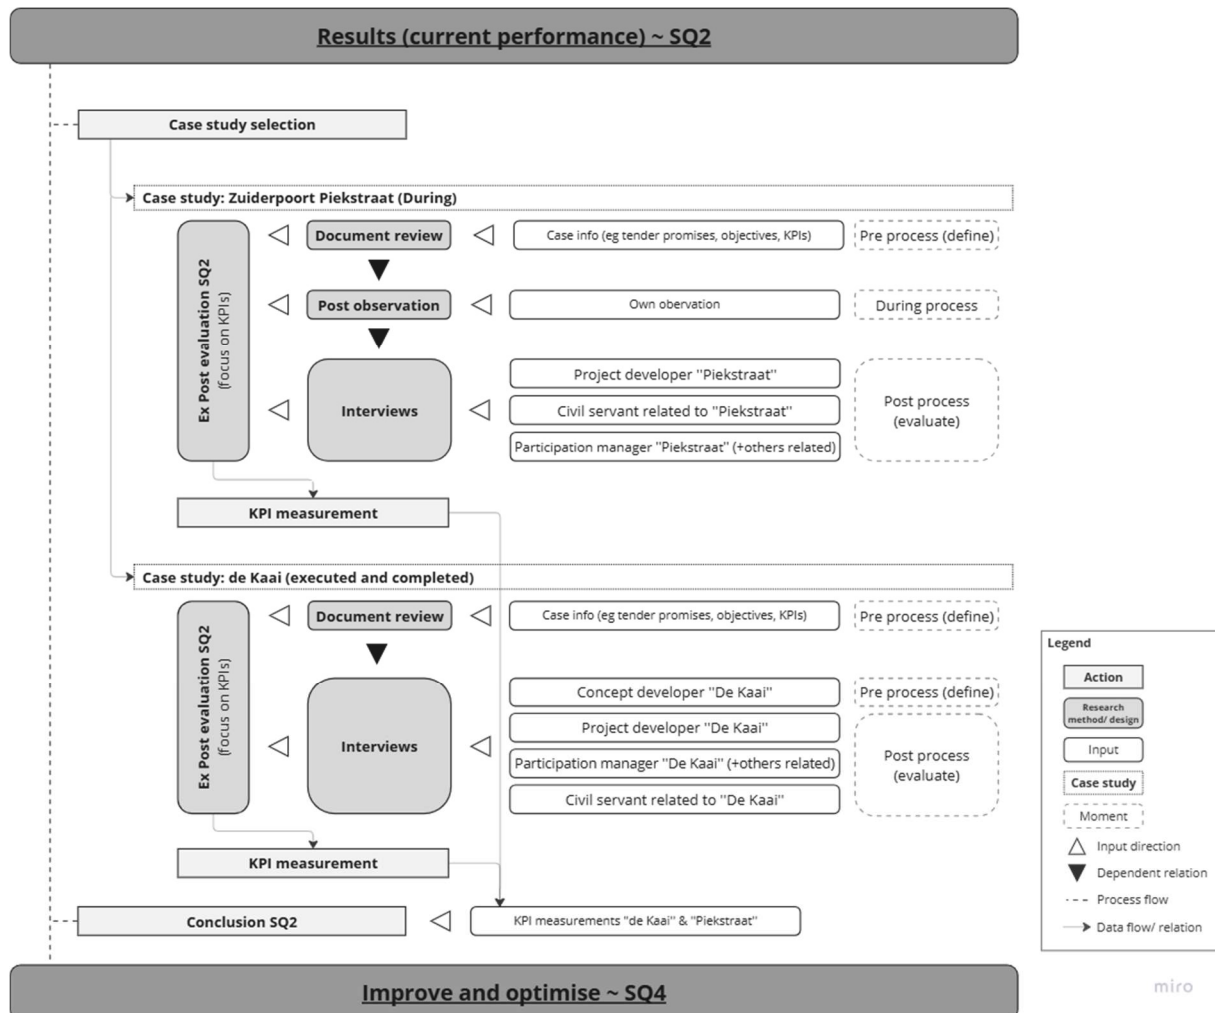 Results (current performance) ~ SQ2
Case study selection
Case study: Zuiderpoort Piekstraat (During)
Ex Post evaluation SQ2
(focus on KPIs)
Document review
Case info (eg tender promises, objectives, KPIs)
Pre process (define)
Post observation
Own obervation
During process
Interviews
Project developer "Piekstraat"
Civil servant related to "Piekstraat"
Participation manager "Piekstraat" (+others related)
Post process
(evaluate)
KPI measurement
Case study: de Kaai (executed and completed)
Ex Post evaluation SQ2
(focus on KPIs)
Document review
Case info (eg tender promises, objectives, KPIs)
Pre process (define)
Interviews
Concept developer "De Kaai"
Pre process (define)
Project developer "De Kaai"
Participation manager "De Kaai" (+others related)
Civil servant related to "De Kaai"
Post process
(evaluate)
KPI measurement
Conclusion SQ2
KPI measurements "de Kaai" & "Piekstraat"
Improve and optimise ~ SQ4
Legend
Action
Research
method/ design
Input
Case study
Moment
Input direction
Dependent relation
Process flow
Data flow/ relation
miro